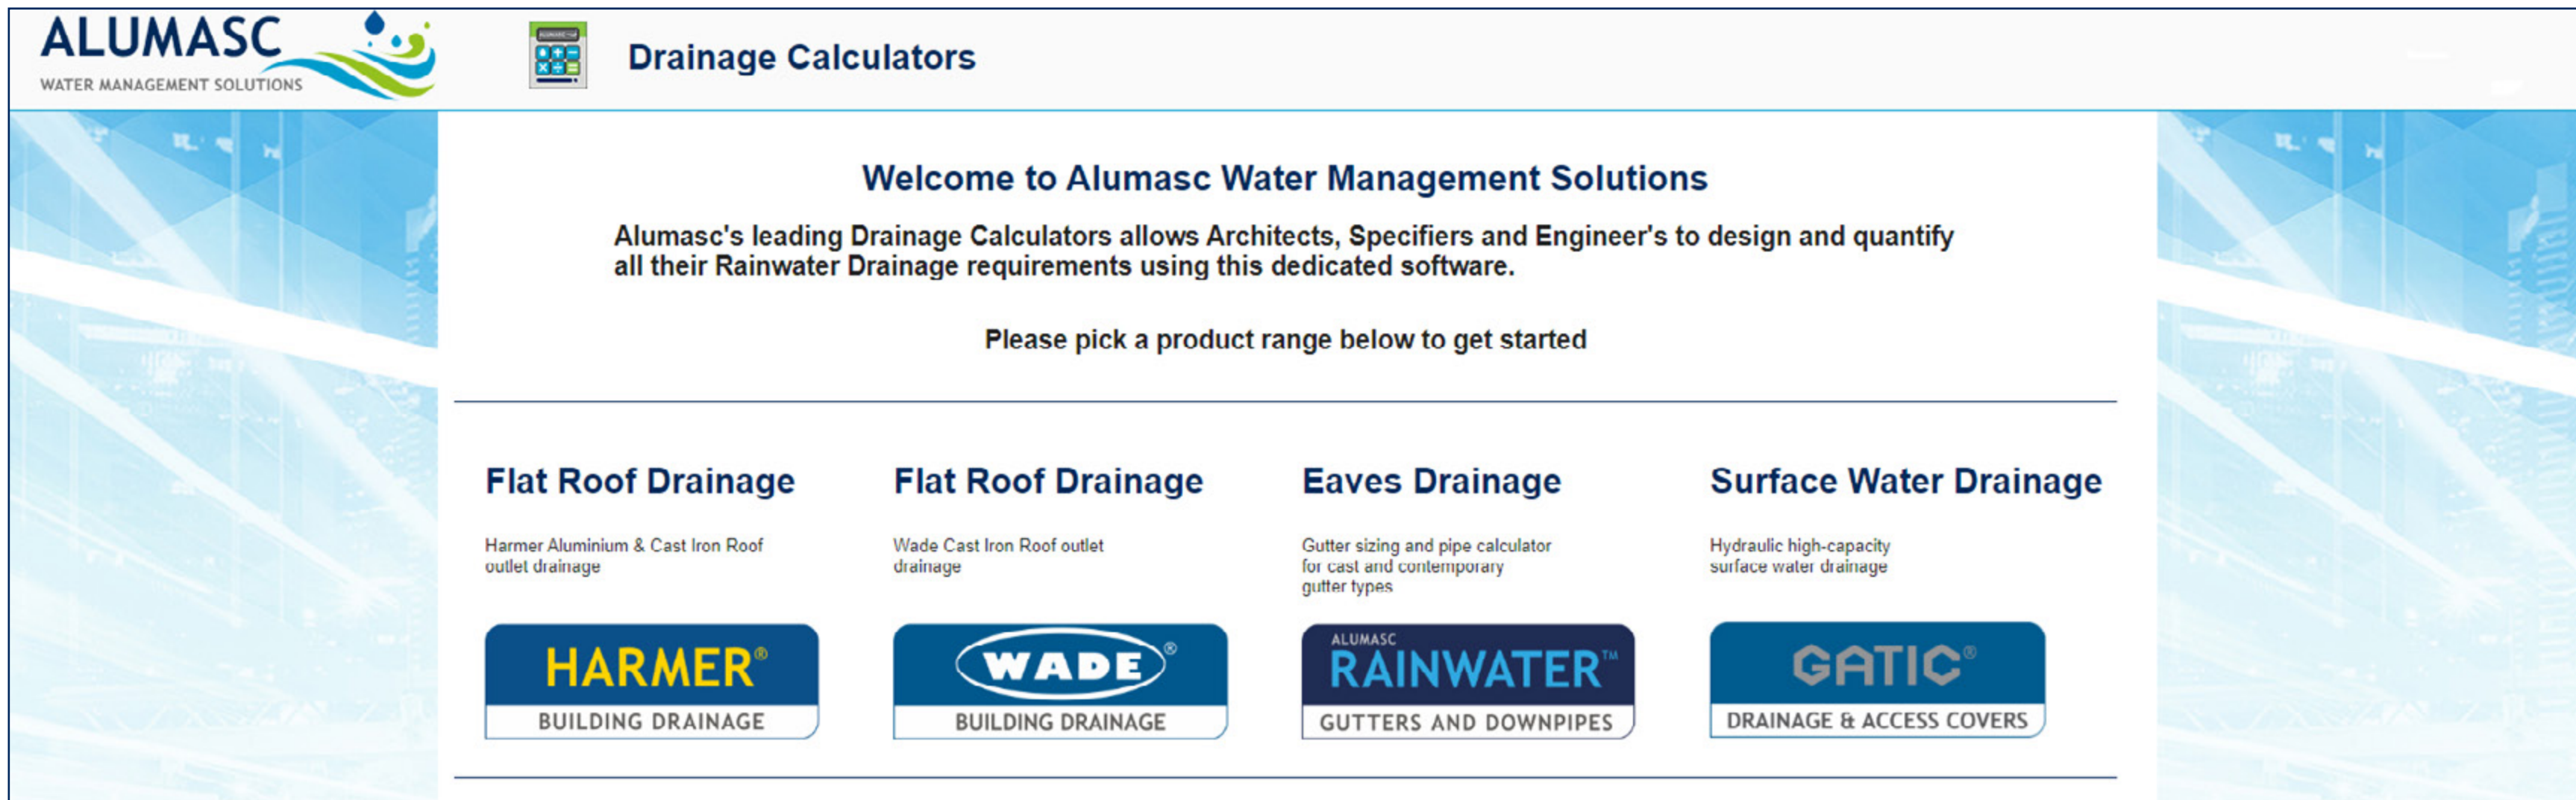 ALUMASC
WATER MANAGEMENT SOLUTIONS
Drainage Calculators
Welcome to Alumasc Water Management Solutions
Alumasc's leading Drainage Calculators allows Architects, Specifiers and Engineer's to design and quantify
all their Rainwater Drainage requirements using this dedicated software.
Please pick a product range below to get started
Flat Roof Drainage
Harmer Aluminium & Cast Iron Roof
outlet drainage
HARMER®
BUILDING DRAINAGE
Flat Roof Drainage
Wade Cast Iron Roof outlet
drainage
WADE®
BUILDING DRAINAGE
Eaves Drainage
Gutter sizing and pipe calculator
for cast and contemporary
gutter types
ALUMASC
RAINWATER™
GUTTERS AND DOWNPIPES
Surface Water Drainage
Hydraulic high-capacity
surface water drainage
GATIC®
DRAINAGE & ACCESS COVERS